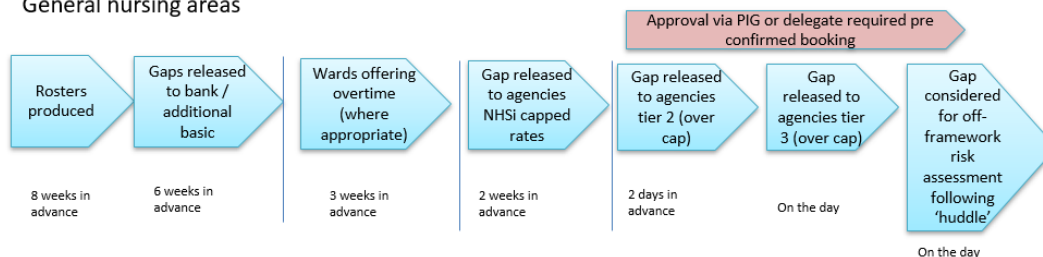 General nursing areas
Approval via PIG or delegate required pre
confirmed booking
Rosters
produced
Gaps released
to bank /
additional
basic
Wards offering
overtime
(where
appropriate)
Gap released
to agencies
NHSi capped
rates
Gap released
to agencies
tier 2 (over
cap)
Gap
released to
agencies tier
3 (over cap)
Gap
considered
for off-
framework
risk
assessment
following
‘huddle’
8 weeks in
advance
6 weeks in
advance
3 weeks in
advance
2 weeks in
advance
2 days in
advance
On the day
On the day